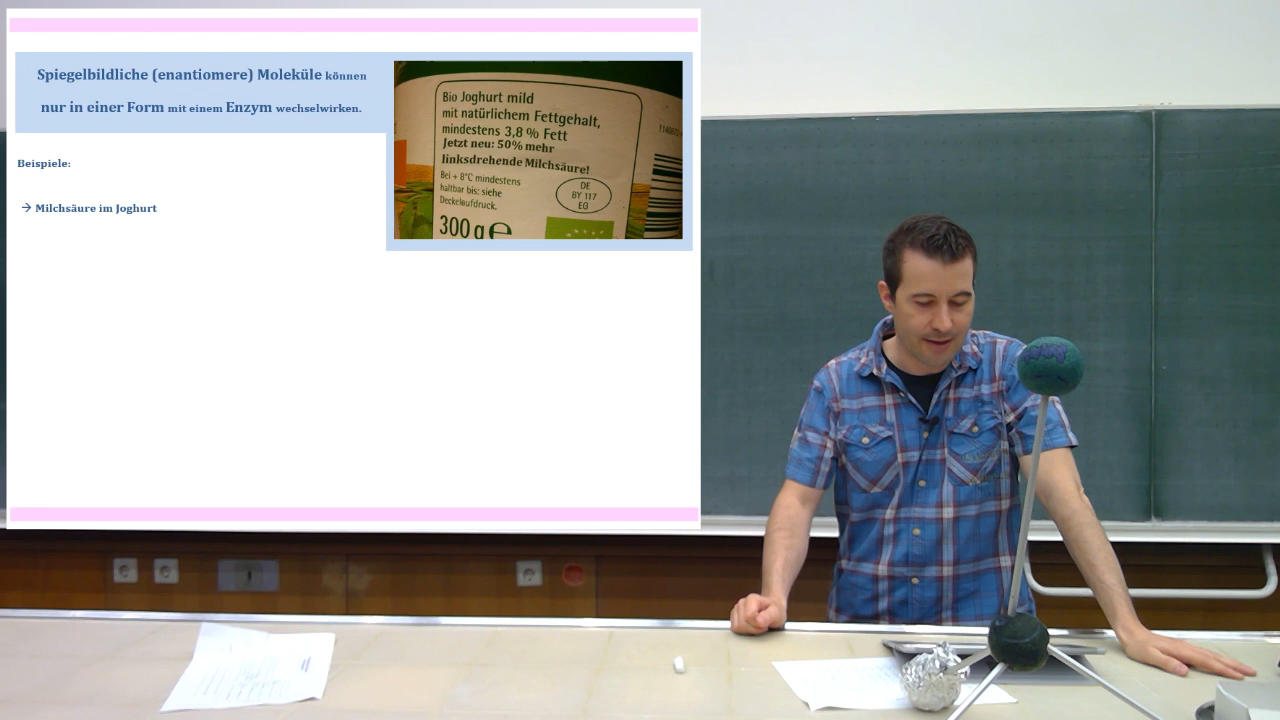 Spiegelbildliche (enantiomere) Moleküle können
nur in einer Form mit einem Enzym wechselwirken.
Beispiele:
→ Milchsäure im Joghurt
Bio Joghurt mild
mit natürlichem Fettgehalt,
mindestens 3,8 % Fett
Jetzt neu: 50% mehr
linksdrehende Milchsäure!
Bei + 8°C mindestens
haltbar bis: siehe
Deckelaufdruck.
DE
BY 117
EG
300 g ℮